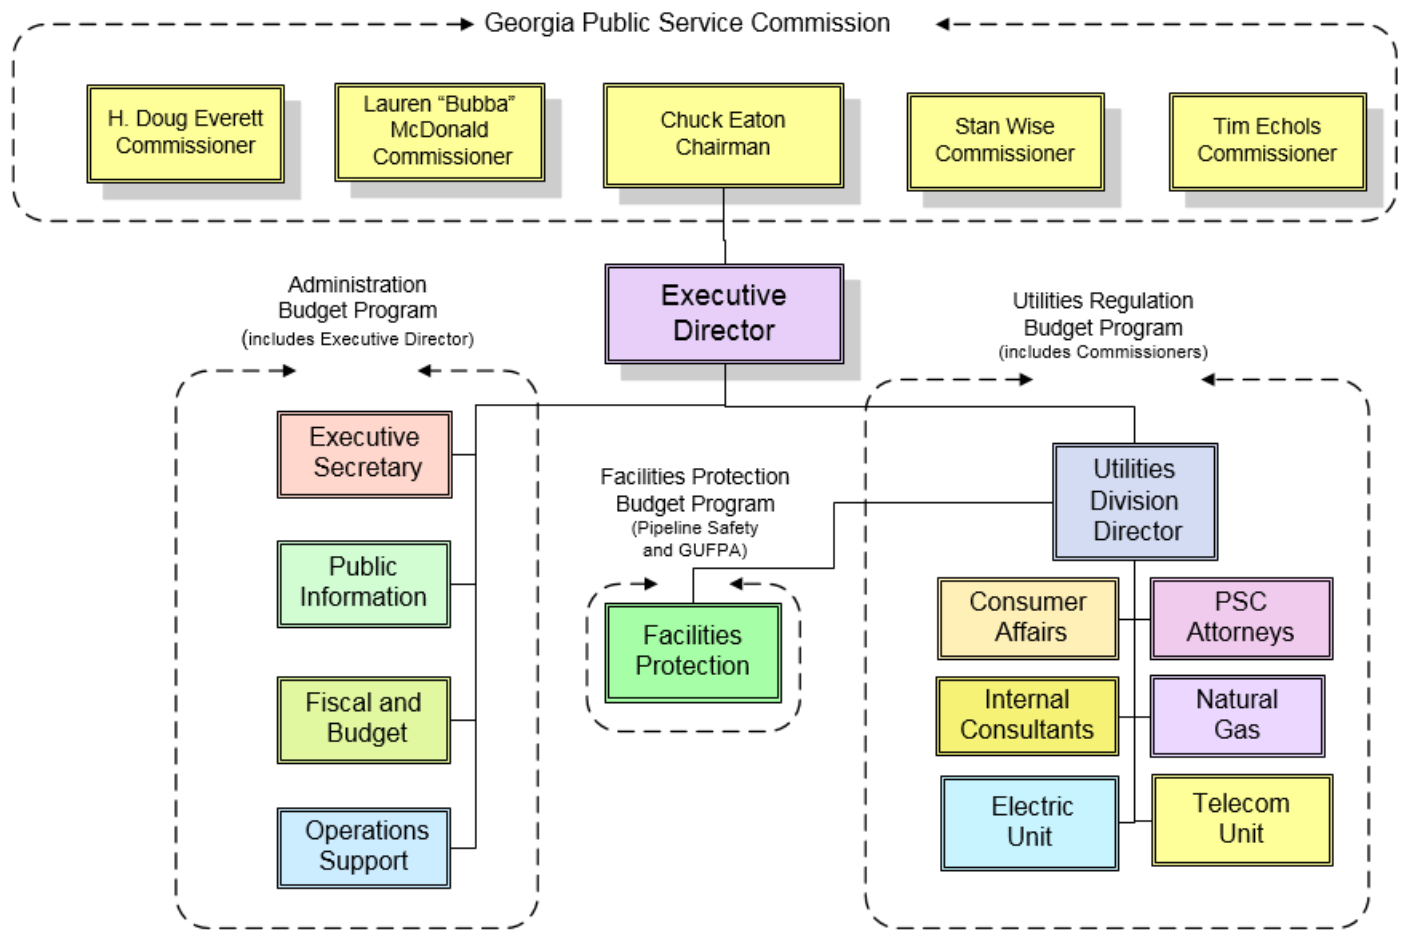 Georgia Public Service Commission
H. Doug Everett
Commissioner
Lauren “Bubba”
McDonald
Commissioner
Chuck Eaton
Chairman
Stan Wise
Commissioner
Tim Echols
Commissioner
Executive
Director
Administration
Budget Program
(includes Executive Director)
Utilities Regulation
Budget Program
(includes Commissioners)
Executive
Secretary
Public
Information
Fiscal and
Budget
Operations
Support
Facilities Protection
Budget Program
(Pipeline Safety
and GUFPA)
Facilities
Protection
Utilities
Division
Director
Consumer
Affairs
PSC
Attorneys
Internal
Consultants
Natural
Gas
Electric
Unit
Telecom
Unit